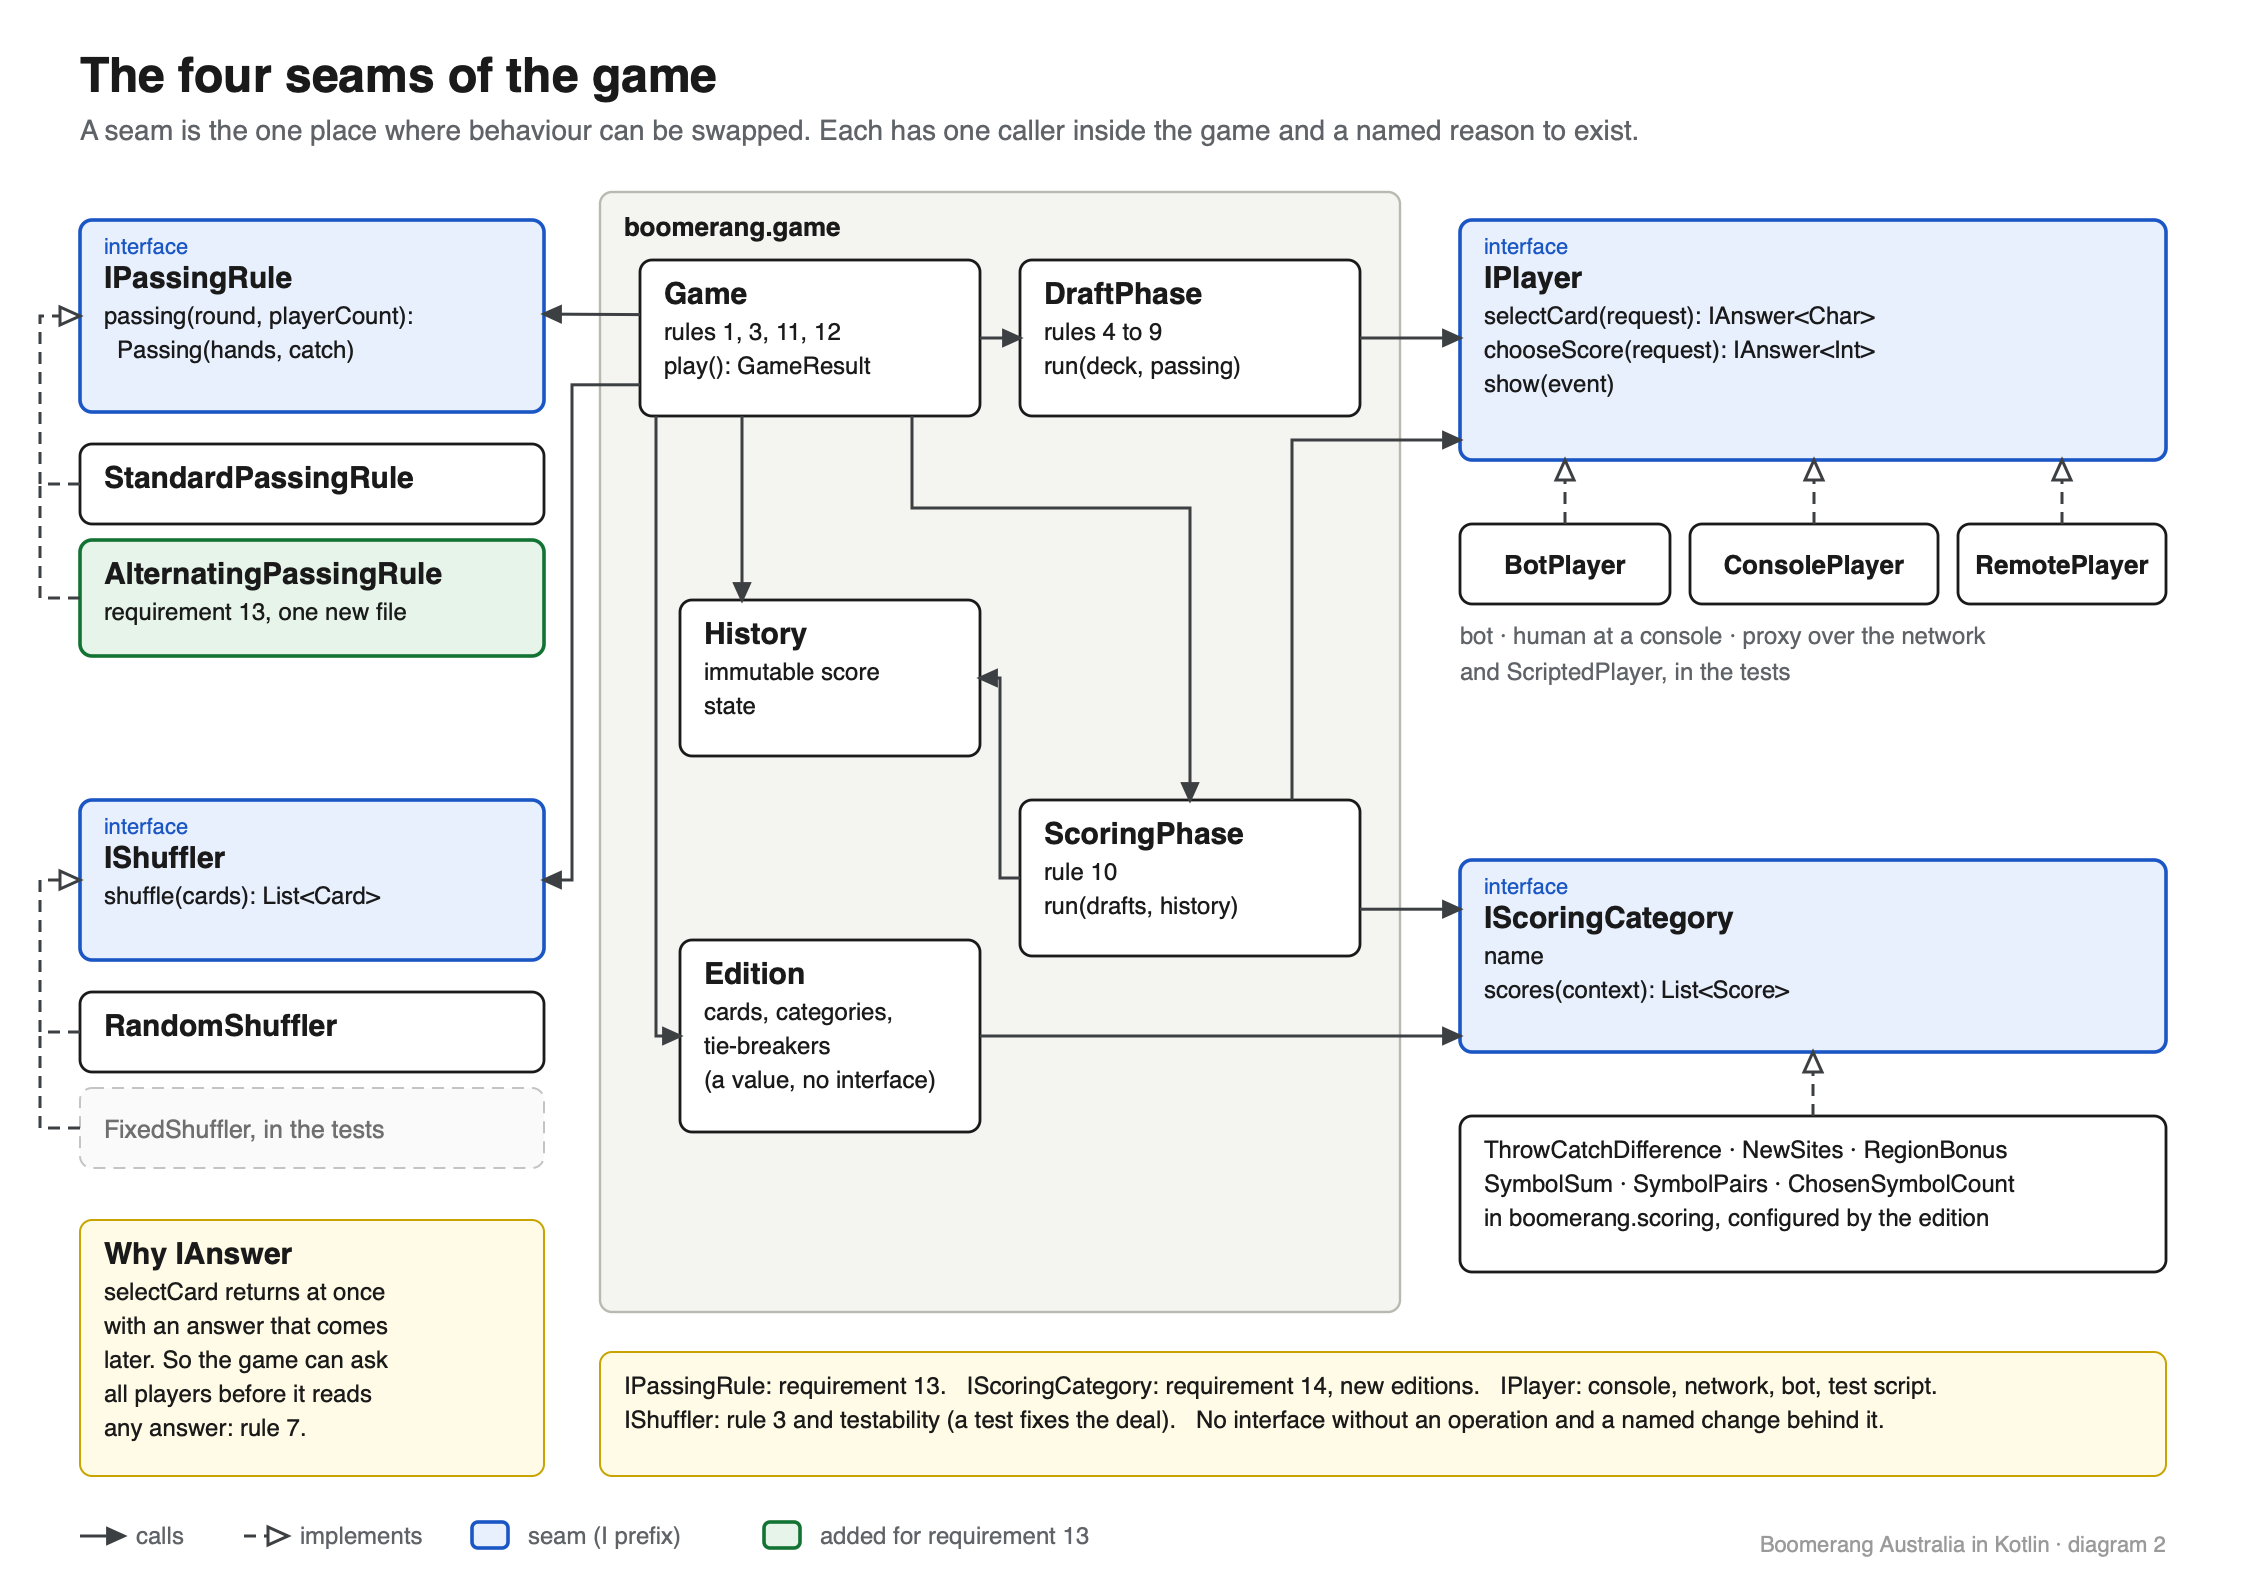 The four seams of the game
A seam is the one place where behaviour can be swapped. Each has one caller inside the game and a named reason to exist.
interface
IPassingRule
passing(round, playerCount):
Passing(hands, catch)
StandardPassingRule
AlternatingPassingRule
requirement 13, one new file
interface
IShuffler
shuffle(cards): List<Card>
RandomShuffler
FixedShuffler, in the tests
Why IAnswer
selectCard returns at once
with an answer that comes
later. So the game can ask
all players before it reads
any answer: rule 7.
boomerang.game
Game
rules 1, 3, 11, 12
play(): GameResult
DraftPhase
rules 4 to 9
run(deck, passing)
History
immutable score
state
ScoringPhase
rule 10
run(drafts, history)
Edition
cards, categories,
tie-breakers
(a value, no interface)
interface
IPlayer
selectCard(request): IAnswer<Char>
chooseScore(request): IAnswer<Int>
show(event)
BotPlayer
ConsolePlayer
RemotePlayer
bot · human at a console · proxy over the network
and ScriptedPlayer, in the tests
interface
IScoringCategory
name
scores(context): List<Score>
ThrowCatchDifference · NewSites · RegionBonus
SymbolSum · SymbolPairs · ChosenSymbolCount
in boomerang.scoring, configured by the edition
IPassingRule: requirement 13. IScoringCategory: requirement 14, new editions. IPlayer: console, network, bot, test script.
IShuffler: rule 3 and testability (a test fixes the deal). No interface without an operation and a named change behind it.
calls
implements
seam (I prefix)
added for requirement 13
Boomerang Australia in Kotlin · diagram 2